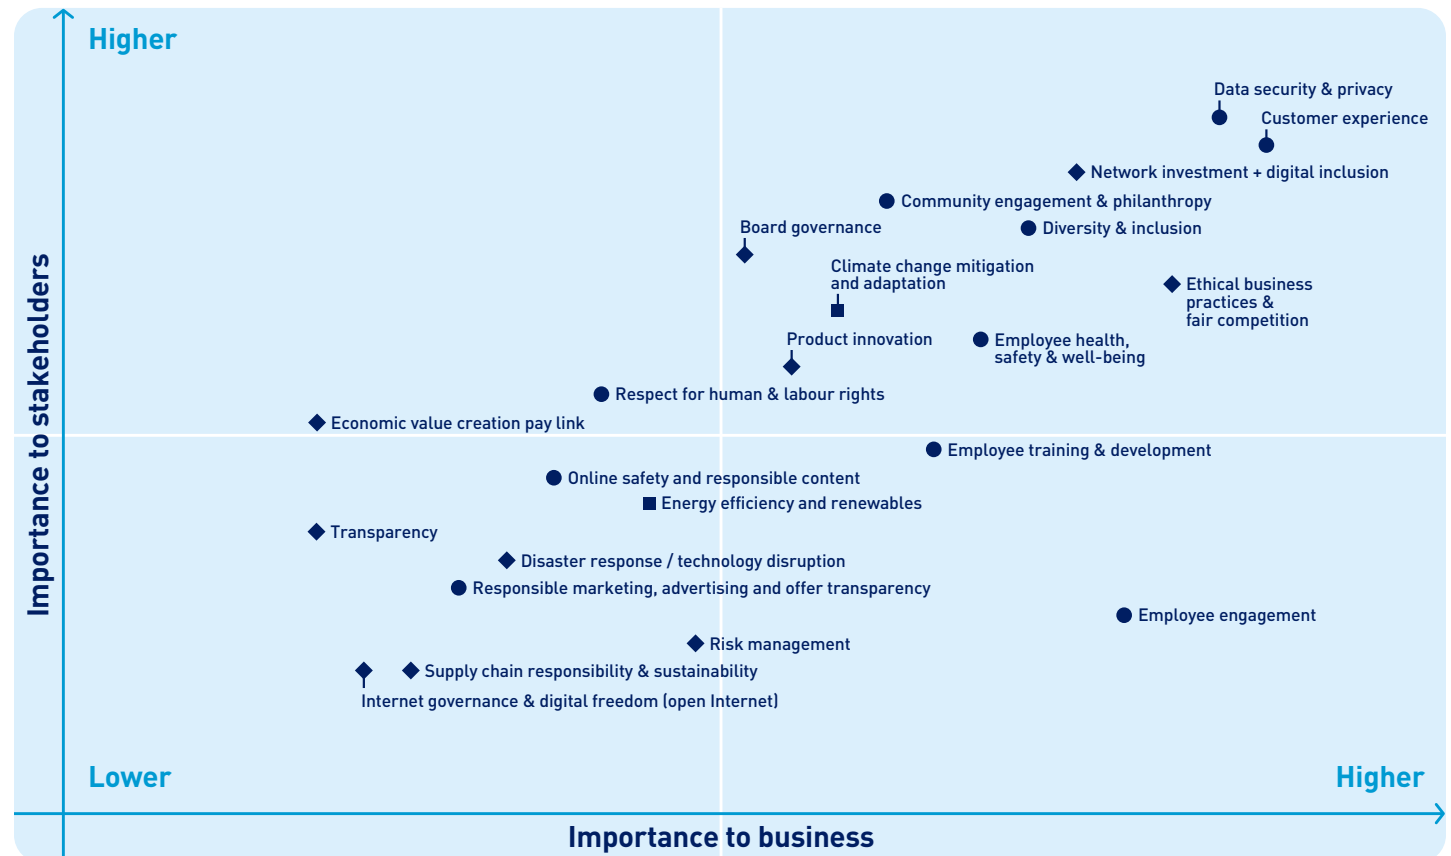 Higher
Data security & privacy
Customer experience
Network investment + digital inclusion
Community engagement & philanthropy
Board governance
Diversity & inclusion
Climate change mitigation
and adaptation
Ethical business
practices &
fair competition
Product innovation
Employee health,
safety & well-being
Respect for human & labour rights
Economic value creation pay link
Employee training & development
Online safety and responsible content
Energy efficiency and renewables
Transparency
Disaster response / technology disruption
Responsible marketing, advertising and offer transparency
Employee engagement
Risk management
Supply chain responsibility & sustainability
Internet governance & digital freedom (open Internet)
Importance to stakeholders
Lower
Higher
Importance to business